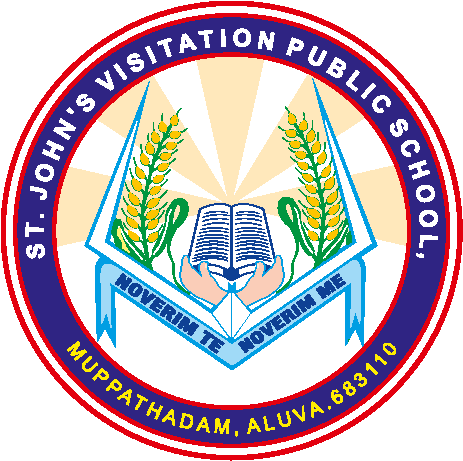 ST. JOHN'S VISITATION PUBLIC SCHOOL,
NOVERIM TE NOVERIM ME
MUPPATHADAM, ALUVA.683110